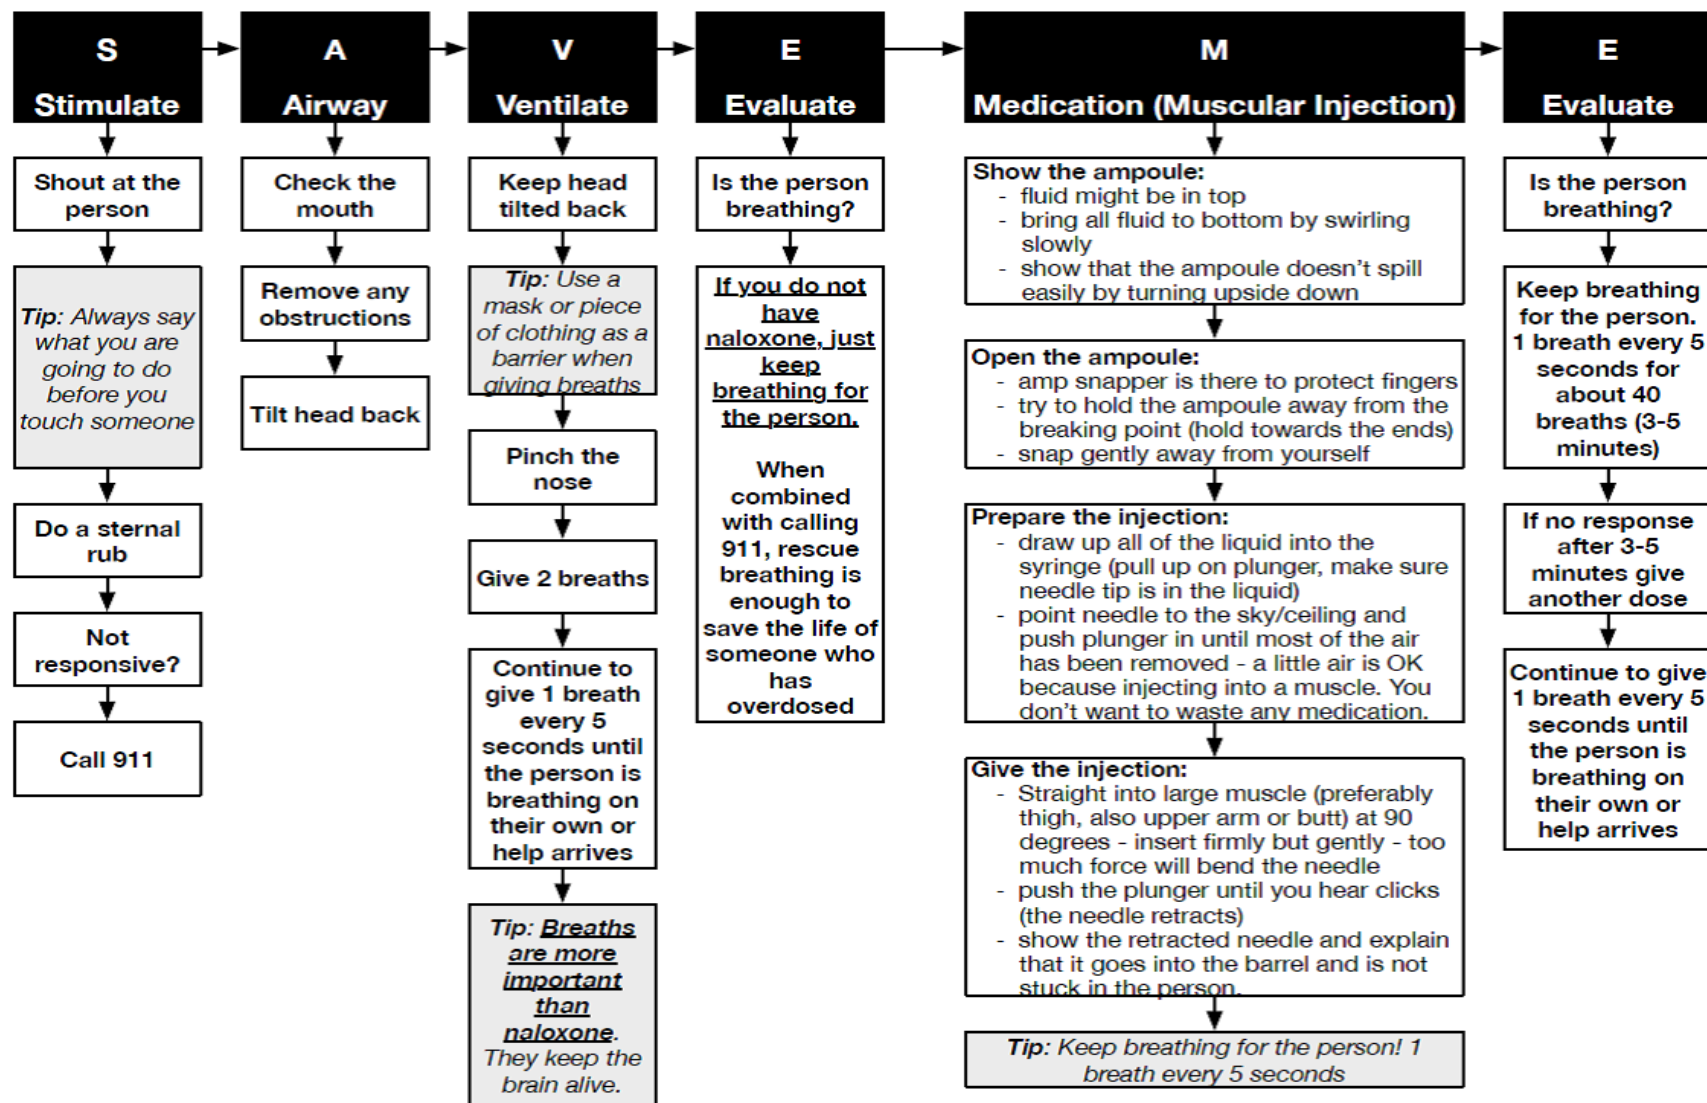 S
Stimulate
Shout at the
person
Tip: Always say
what you are
going to do
before you
touch someone
Do a sternal
rub
Not
responsive?
Call 911
A
Airway
Check the
mouth
Remove any
obstructions
Tilt head back
V
Ventilate
Keep head
tilted back
Tip: Use a
mask or piece
of clothing as a
barrier when
giving breaths
Pinch the
nose
Give 2 breaths
Continue to
give 1 breath
every 5
seconds until
the person is
breathing on
their own or
help arrives
Tip: Breaths
are more
important
than
naloxone.
They keep the
brain alive.
E
Evaluate
Is the person
breathing?
If you do not
have
naloxone, just
keep
breathing for
the person.
When
combined
with calling
911, rescue
breathing is
enough to
save the life of
someone who
has
overdosed
M
Medication (Muscular Injection)
Show the ampoule:
- fluid might be in top
- bring all fluid to bottom by swirling
slowly
- show that the ampoule doesn't spill
easily by turning upside down
Open the ampoule:
- amp snapper is there to protect fingers
- try to hold the ampoule away from the
breaking point (hold towards the ends)
- snap gently away from yourself
Prepare the injection:
- draw up all of the liquid into the
syringe (pull up on plunger, make sure
needle tip is in the liquid)
- point needle to the sky/ceiling and
push plunger in until most of the air
has been removed - a little air is OK
because injecting into a muscle. You
don't want to waste any medication.
Give the injection:
- Straight into large muscle (preferably
thigh, also upper arm or butt) at 90
degrees - insert firmly but gently - too
much force will bend the needle
- push the plunger until you hear clicks
(the needle retracts)
- show the retracted needle and explain
that it goes into the barrel and is not
stuck in the person.
Tip: Keep breathing for the person! 1
breath every 5 seconds
E
Evaluate
Is the person
breathing?
Keep breathing
for the person.
1 breath every 5
seconds for
about 40
breaths (3-5
minutes)
If no response
after 3-5
minutes give
another dose
Continue to give
1 breath every 5
seconds until
the person is
breathing on
their own or
help arrives